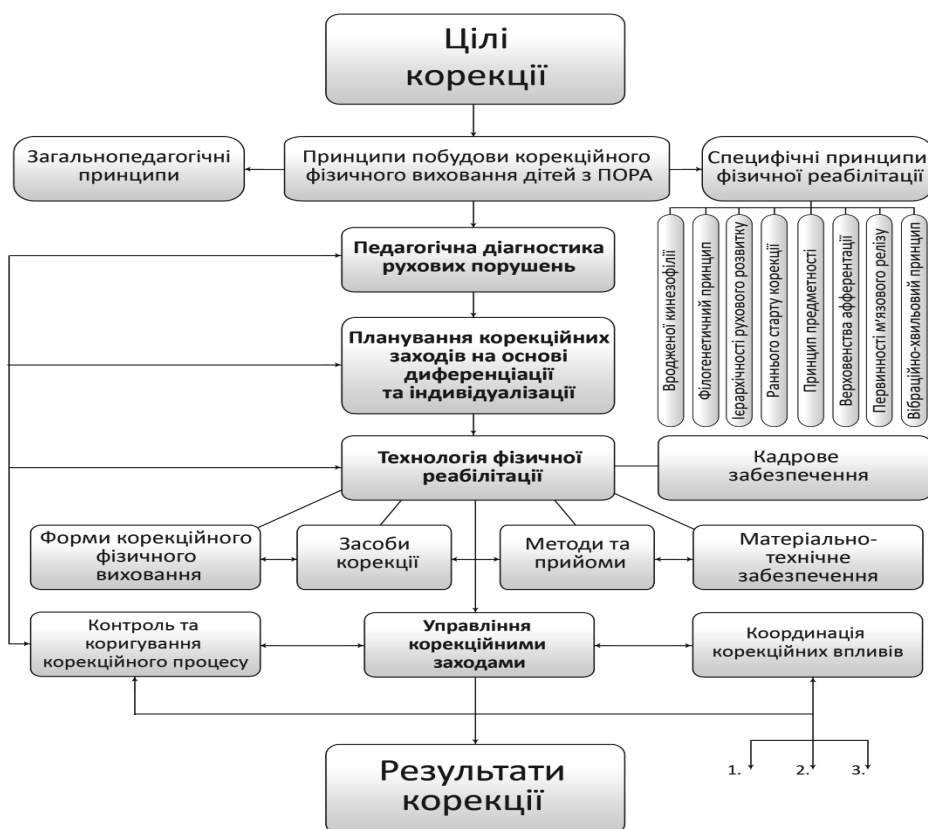 Цілі
корекції
Загальнопедагогічні
принципи
Принципи побудови корекційного
фізичного виховання дітей з ПОРА
Специфічні принципи
фізичної реабілітації
Вродженої кинезофілії
Філогенетичний принцип
Ієрархічності рухового розвитку
Раннього старту корекції
Принцип предметності
Верховенства афферентації
Первинності м'язового релізу
Вібраційно-хвильовий принцип
Педагогічна діагностика
рухових порушень
Планування корекційних
заходів на основі
диференціації
та індивідуалізації
Технологія фізичної
реабілітації
Кадрове
забезпечення
Форми корекційного
фізичного
виховання
Засоби
корекції
Методи та
прийоми
Матеріально-
технічне
забезпечення
Контроль та
коригування
корекційного процесу
Управління
корекційними
заходами
Координація
корекційних впливів
1.
2.
3.
Результати
корекції